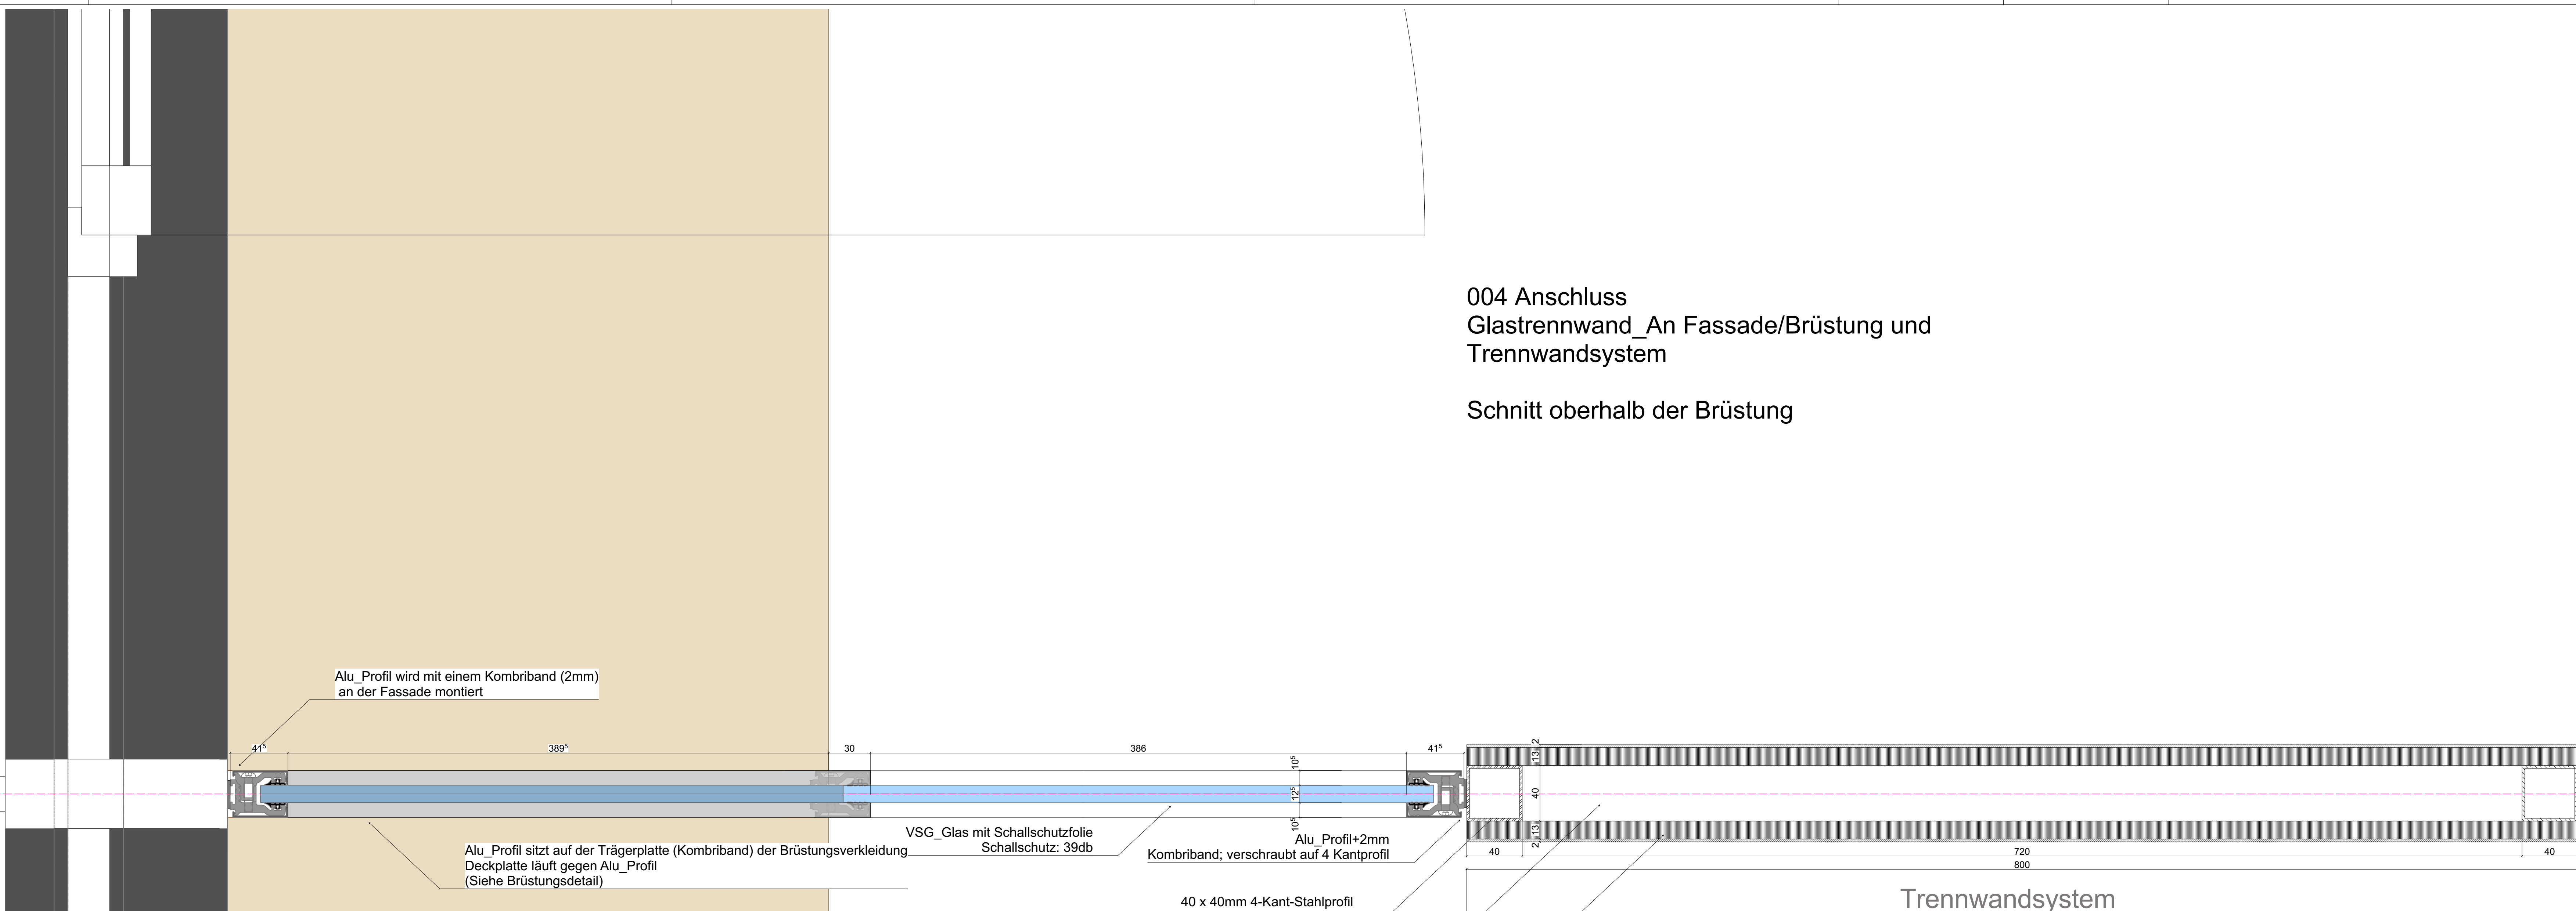 004 Anschluss
Glastrennwand_An Fassade/Brüstung und
Trennwandsystem
Schnitt oberhalb der Brüstung
Alu_Profil wird mit einem Kombriband (2mm)
an der Fassade montiert
41⁵
389⁵
30
386
41⁵
10⁵
12⁵
10⁵
2
13
40
13
2
VSG_Glas mit Schallschutzfolie
Schallschutz: 39db
Alu_Profil+2mm
Kombriband; verschraubt auf 4 Kantprofil
Alu_Profil sitzt auf der Trägerplatte (Kombriband) der Brüstungsverkleidung
Deckplatte läuft gegen Alu_Profil
(Siehe Brüstungsdetail)
40
720
40
800
40 x 40mm 4-Kant-Stahlprofil
Trennwandsystem